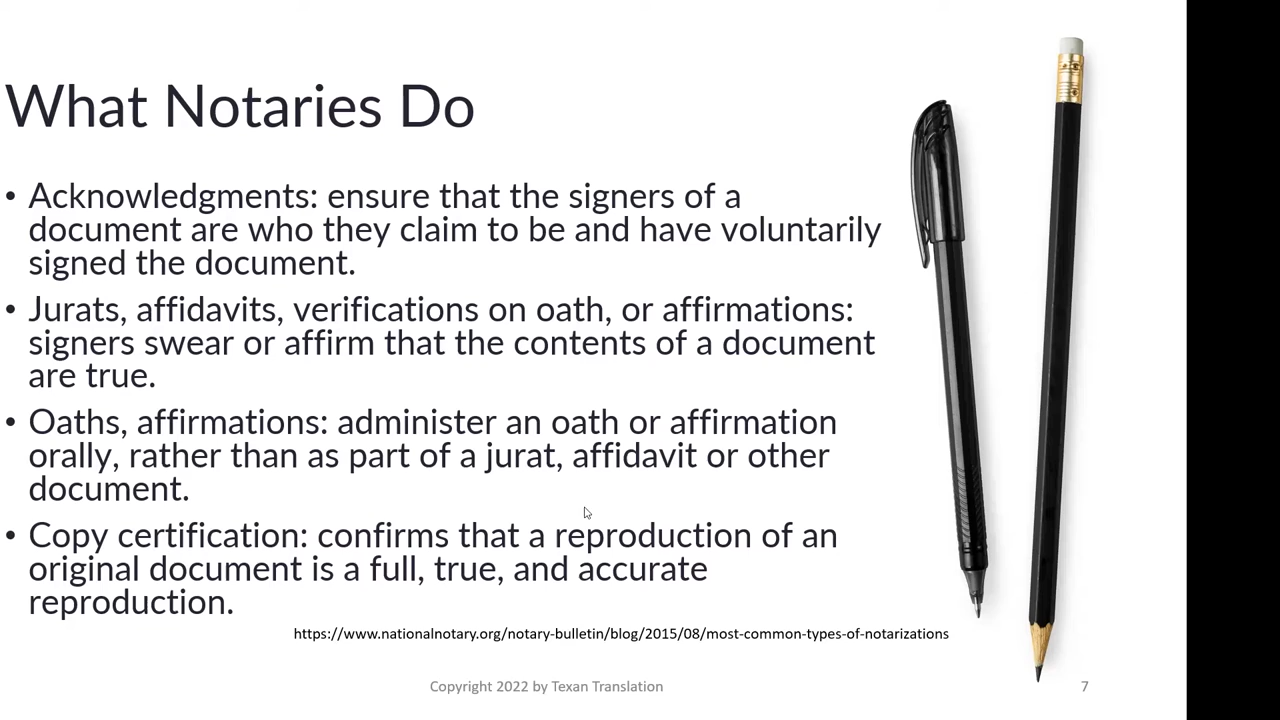 What Notaries Do
• Acknowledgments: ensure that the signers of a
document are who they claim to be and have voluntarily
signed the document.
• Jurats, affidavits, verifications on oath, or affirmations:
signers swear or affirm that the contents of a document
are true.
• Oaths, affirmations: administer an oath or affirmation
orally, rather than as part of a jurat, affidavit or other
document.
• Copy certification: confirms that a reproduction of an
original document is a full, true, and accurate
reproduction.
https://www.nationalnotary.org/notary-bulletin/blog/2015/08/most-common-types-of-notarizations
Copyright 2022 by Texan Translation
7